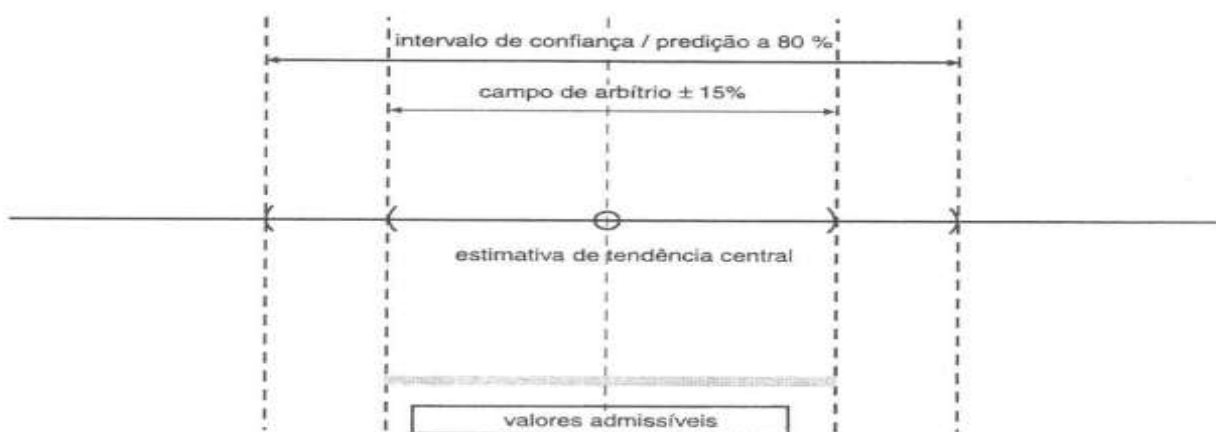 intervalo de confiança / predição a 80 %
campo de arbítrio ± 15%
estimativa de tendência central
valores admissíveis